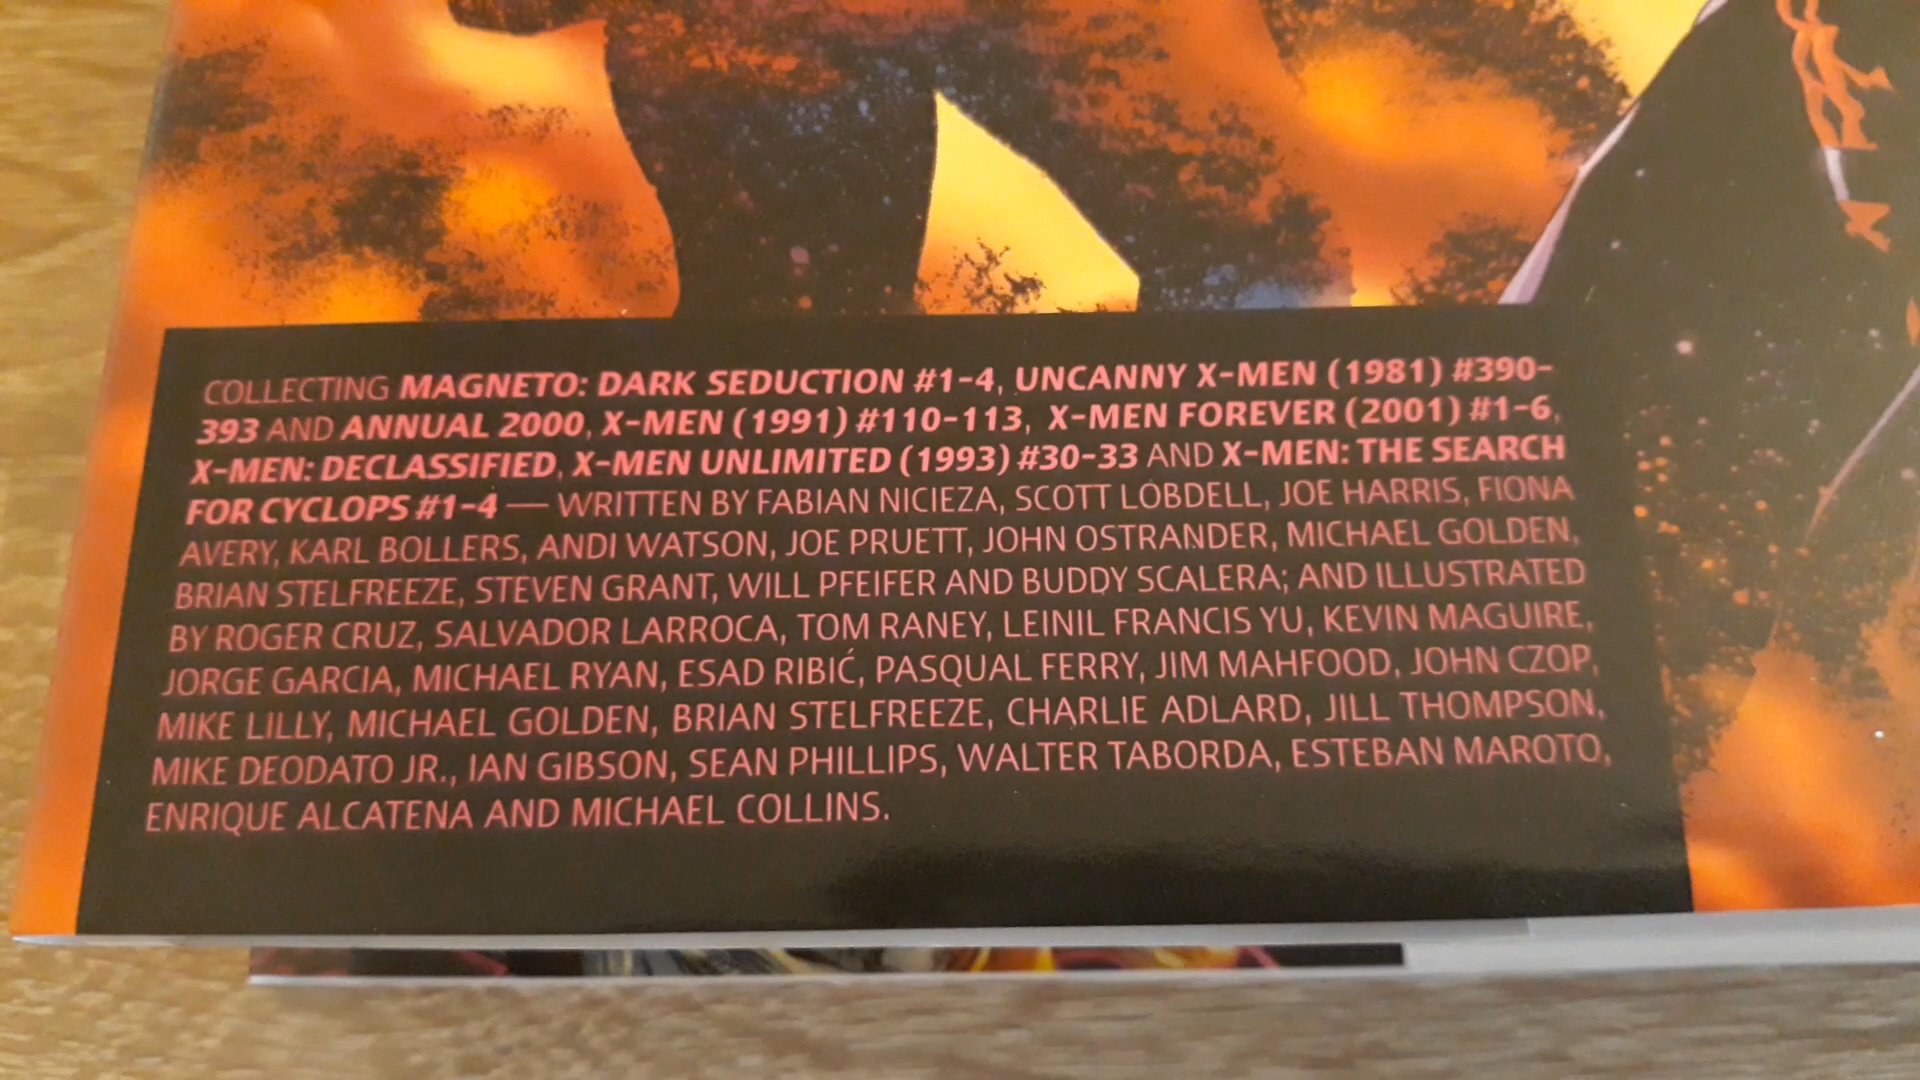 COLLECTING MAGNETO: DARK SEDUCTION #1-4, UNCANNY X-MEN (1981) #390-
393 AND ANNUAL 2000, X-MEN (1991) #110-113, X-MEN FOREVER (2001) #1-6,
X-MEN: DECLASSIFIED, X-MEN UNLIMITED (1993) #30-33 AND X-MEN: THE SEARCH
FOR CYCLOPS #1-4 — WRITTEN BY FABIAN NICIEZA, SCOTT LOBDELL, JOE HARRIS, FIONA
AVERY, KARL BOLLERS, ANDI WATSON, JOE PRUETT, JOHN OSTRANDER, MICHAEL GOLDEN,
BRIAN STELFREEZE, STEVEN GRANT, WILL PFEIFER AND BUDDY SCALERA; AND ILLUSTRATED
BY ROGER CRUZ, SALVADOR LARROCA, TOM RANEY, LEINIL FRANCIS YU, KEVIN MAGUIRE,
JORGE GARCIA, MICHAEL RYAN, ESAD RIBIĆ, PASQUAL FERRY, JIM MAHFOOD, JOHN CZOP,
MIKE LILLY, MICHAEL GOLDEN, BRIAN STELFREEZE, CHARLIE ADLARD, JILL THOMPSON,
MIKE DEODATO JR., IAN GIBSON, SEAN PHILLIPS, WALTER TABORDA, ESTEBAN MAROTO,
ENRIQUE ALCATENA AND MICHAEL COLLINS.